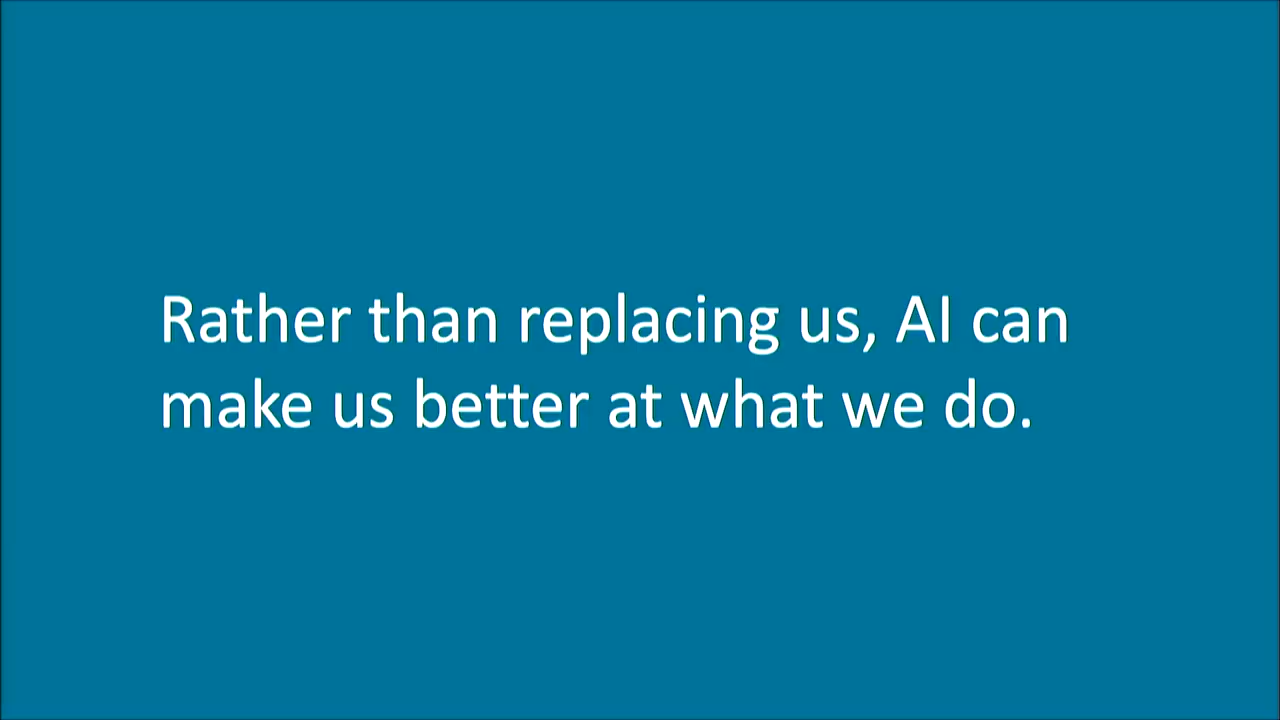 Rather than replacing us, AI can
make us better at what we do.